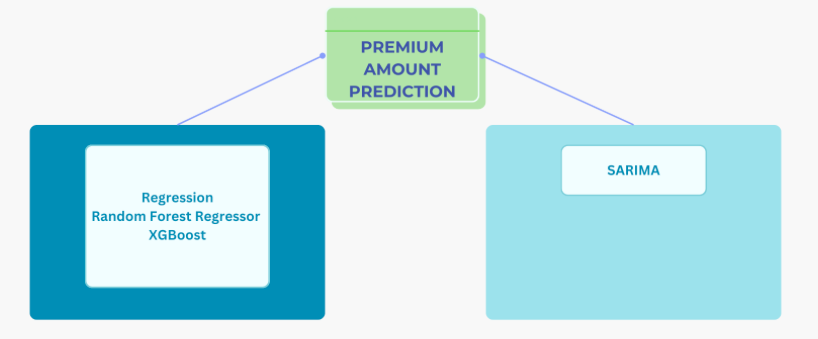 PREMIUM
AMOUNT
PREDICTION
Regression
Random Forest Regressor
XGBoost
SARIMA